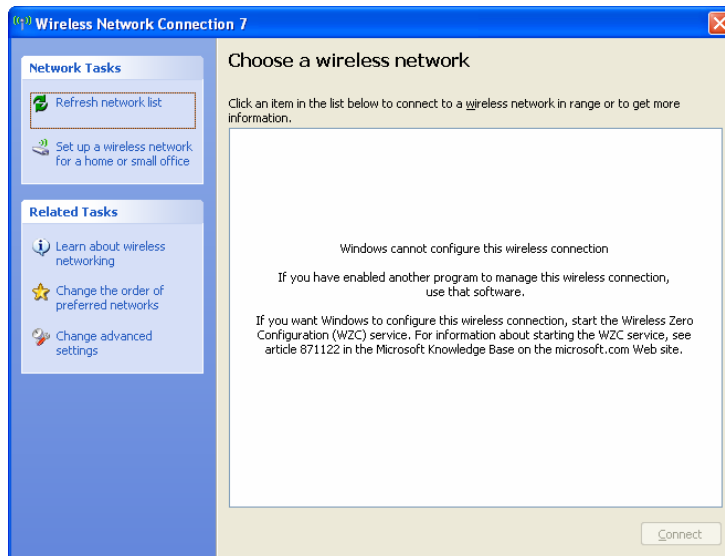 Wireless Network Connection 7
Network Tasks
Refresh network list
Set up a wireless network
for a home or small office
Related Tasks
Learn about wireless
networking
Change the order of
preferred networks
Change advanced
settings
Choose a wireless network
Click an item in the list below to connect to a wireless network in range or to get more
information.
Windows cannot configure this wireless connection
If you have enabled another program to manage this wireless connection,
use that software.
If you want Windows to configure this wireless connection, start the Wireless Zero
Configuration (WZC) service. For information about starting the WZC service, see
article 871122 in the Microsoft Knowledge Base on the microsoft.com Web site.
Connect